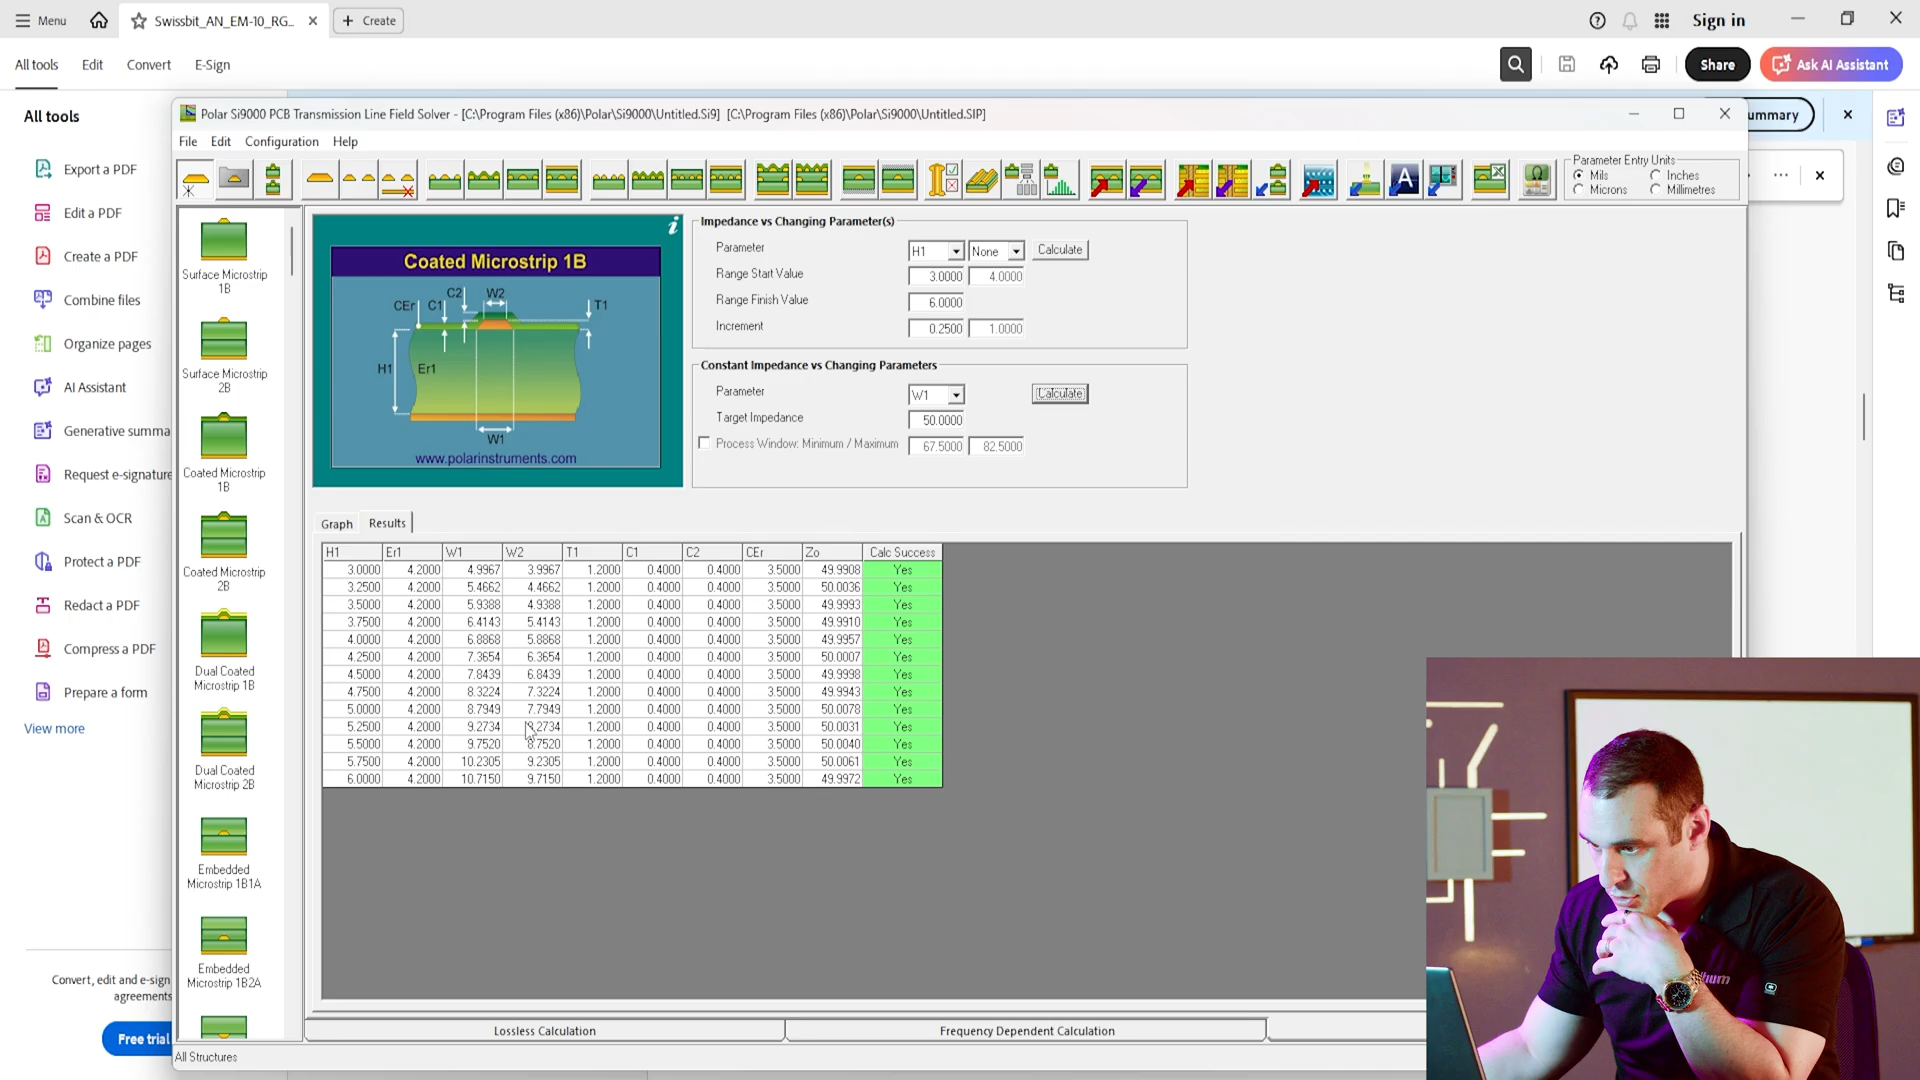 Menu
Swissbit_AN_EM-10_RG...
Create
Sign in
All tools
Edit
Convert
E-Sign
Share
Ask AI Assistant
All tools
Export a PDF
Edit a PDF
Create a PDF
Combine files
Organize pages
AI Assistant
Generative summa
Request e-signature
Scan & OCR
Protect a PDF
Redact a PDF
Compress a PDF
Prepare a form
View more
Convert, edit and e-sign
agreements
Free trial
ummary
Polar Si9000 PCB Transmission Line Field Solver - [C:\Program Files (x86)\Polar\Si9000\Untitled.Si9] [C:\Program Files (x86)\Polar\Si9000\Untitled.SIP]
File Edit Configuration Help
Parameter Entry Units
Mils Inches
Microns Millimetres
Surface Microstrip
1B
Surface Microstrip
2B
Coated Microstrip
1B
Coated Microstrip
2B
Dual Coated
Microstrip 1B
Dual Coated
Microstrip 2B
Embedded
Microstrip 1B1A
Embedded
Microstrip 1B2A
i
Coated Microstrip 1B
CEr C1 C2 W2 T1
H1 Er1
W1
www.polarinstruments.com
Impedance vs Changing Parameter(s)
Parameter H1 None Calculate
Range Start Value 3.0000 4.0000
Range Finish Value 6.0000
Increment 0.2500 1.0000
Constant Impedance vs Changing Parameters
Parameter W1 Calculate
Target Impedance 50.0000
Process Window: Minimum / Maximum 67.5000 82.5000
Graph Results
H1 Er1 W1 W2 T1 C1 C2 CEr Zo Calc Success
3.0000 4.2000 4.9967 3.9967 1.2000 0.4000 0.4000 3.5000 49.9908 Yes
3.2500 4.2000 5.4662 4.4662 1.2000 0.4000 0.4000 3.5000 50.0036 Yes
3.5000 4.2000 5.9388 4.9388 1.2000 0.4000 0.4000 3.5000 49.9993 Yes
3.7500 4.2000 6.4143 5.4143 1.2000 0.4000 0.4000 3.5000 49.9910 Yes
4.0000 4.2000 6.8868 5.8868 1.2000 0.4000 0.4000 3.5000 49.9957 Yes
4.2500 4.2000 7.3654 6.3654 1.2000 0.4000 0.4000 3.5000 50.0007 Yes
4.5000 4.2000 7.8439 6.8439 1.2000 0.4000 0.4000 3.5000 49.9998 Yes
4.7500 4.2000 8.3224 7.3224 1.2000 0.4000 0.4000 3.5000 49.9943 Yes
5.0000 4.2000 8.7949 7.7949 1.2000 0.4000 0.4000 3.5000 50.0078 Yes
5.2500 4.2000 9.2734 8.2734 1.2000 0.4000 0.4000 3.5000 50.0031 Yes
5.5000 4.2000 9.7520 8.7520 1.2000 0.4000 0.4000 3.5000 50.0040 Yes
5.7500 4.2000 10.2305 9.2305 1.2000 0.4000 0.4000 3.5000 50.0061 Yes
6.0000 4.2000 10.7150 9.7150 1.2000 0.4000 0.4000 3.5000 49.9972 Yes
Lossless Calculation
Frequency Dependent Calculation
All Structures